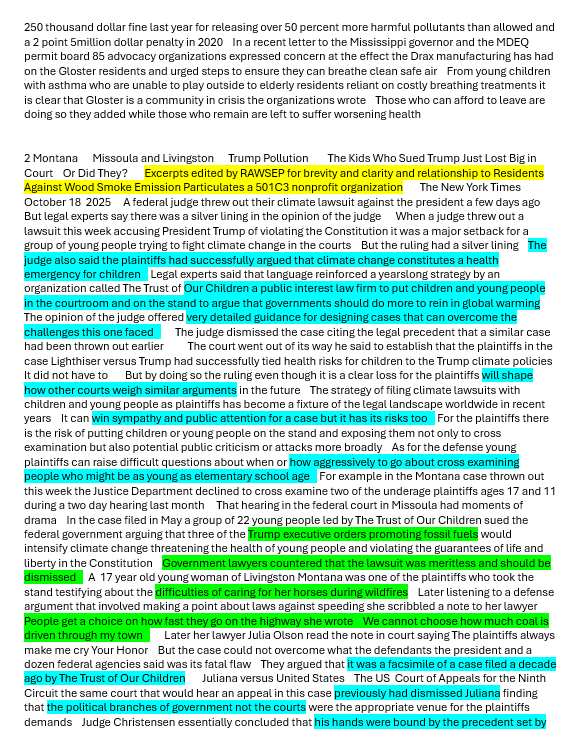 250 thousand dollar fine last year for releasing over 50 percent more harmful pollutants than allowed and
a 2 point 5million dollar penalty in 2020   In a recent letter to the Mississippi governor and the MDEQ
permit board 85 advocacy organizations expressed concern at the effect the Drax manufacturing has had
on the Gloster residents and urged steps to ensure they can breathe clean safe air   From young children
with asthma who are unable to play outside to elderly residents reliant on costly breathing treatments it
is clear that Gloster is a community in crisis the organizations wrote   Those who can afford to leare are
doing so they added while those who remain are left to suffer worsening health
2 Montana     Missoula and Livingston     Trump Pollution      The Kids Who Sued Trump Just Lost Big in
Court   Or Did They?     Excerpts edited by RAWSEP for brevity and clarity and relationship to Residents
Against Wood Smoke Emission Particulates a 501C3 nonprofit organization     The New York Times
October 18  2025    A federal judge threw out their climate lawsuit against the president a few days ago
But legal experts say there was a silver lining in the opinion of the judge     When a judge threw out a
lawsuit this week accusing President Trump of violating the Constitution it was a major setback for a
group of young people trying to fight climate change in the courts   But the ruling had a silver lining   The
judge also said the plaintiffs had successfully argued that climate change constitutes a health
emergency for children   Legal experts said that language reinforced a yearslong strategy by an
organization called The Trust of Our Children a public interest law firm to put children and young people
in the courtroom and on the stand to argue that governments should do more to rein in global warming
The opinion of the judge offered very detailed guidance for designing cases that can overcome the
challenges this one faced      The judge dismissed the case citing the legal precedent that a similar case
had been thrown out earlier       The court went out of its way he said to establish that the plaintiffs in the
case Lighthiser versus Trump had successfully tied health risks for children to the Trump climate policies
It did not have to     But by doing so the ruling even though it is a clear loss for the plaintiffs will shape
how other courts weigh similar arguments in the future   The strategy of filing climate lawsuits with
children and young people as plaintiffs has become a fixture of the legal landscape worldwide in recent
years   It can win sympathy and public attention for a case but it has its risks too   For the plaintiffs there
is the risk of putting children or young people on the stand and exposing them not only to cross
examination but also potential public criticism or attacks more broadly   As for the defense young
plaintiffs can raise difficult questions about when or how aggressively to go about cross examining
people who might be as young as elementary school age   For example in the Montana case thrown out
this week the Justice Department declined to cross examine two of the underage plaintiffs ages 17 and 11
during a two day hearing last month    That hearing in the federal court in Missoula had moments of
drama   In the case filed in May a group of 22 young people led by The Trust of Our Children sued the
federal government arguing that three of the Trump executive orders promoting fossil fuels would
intensify climate change threatening the health of young people and violating the guarantees of life and
liberty in the Constitution   Government lawyers countered that the lawsuit was meritless and should be
dismissed   A  17 year old young woman of Livingston Montana was one of the plaintiffs who took the
stand testifying about the difficulties of caring for her horses during wildfires   Later listening to a defense
argument that involved making a point about laws against speeding she scribbled a note to her lawyer
People get a choice on how fast they go on the highway she wrote   We cannot choose how much coal is
driven through my town      Later her lawyer Julia Olson read the note in court saying The plaintiffs always
make me cry Your Honor   But the case could not overcome what the defendants the president and a
dozen federal agencies said was its fatal flaw   They argued that it was a facsimile of a case filed a decade
ago by The Trust of Our Children     Juliana versus United States   The US  Court of Appeals for the Ninth
Circuit the same court that would hear an appeal in this case previously had dismissed Juliana finding
that the political branches of government not the courts were the appropriate venue for the plaintiffs
demands   Judge Christensen essentially concluded that his hands were bound by the precedent set by